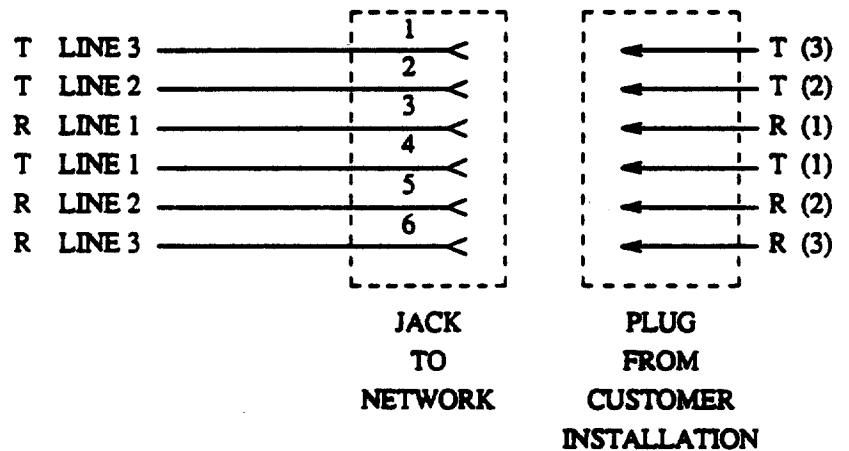 T LINE 3 1 T (3)
T LINE 2 2 T (2)
R LINE 1 3 R (1)
T LINE 1 4 T (1)
R LINE 2 5 R (2)
R LINE 3 6 R (3)
JACK
TO
NETWORK
PLUG
FROM
CUSTOMER
INSTALLATION